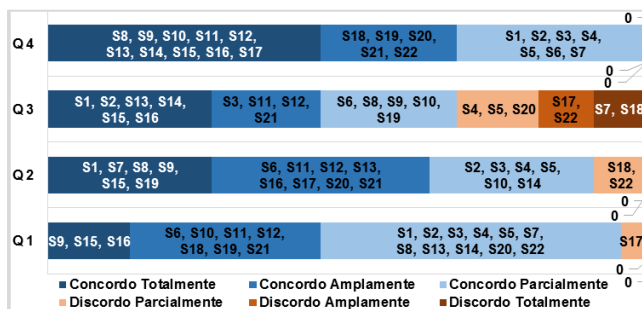 0
Q 4
S8, S9, S10, S11, S12,
S13, S14, S15, S16, S17
S18, S19, S20,
S21, S22
S1, S2, S3, S4,
S5, S6, S7
0
0
Q 3
S1, S2, S13, S14,
S15, S16
S3, S11, S12,
S21
S6, S8, S9, S10,
S19
S4, S5, S20
S17,
S22
S7, S18
Q 2
S1, S7, S8, S9,
S15, S19
S6, S11, S12, S13,
S16, S17, S20, S21
S2, S3, S4, S5,
S10, S14
S18,
S22
0
0
Q 1
S9, S15, S16
S6, S10, S11, S12,
S18, S19, S21
S1, S2, S3, S4, S5, S7,
S8, S13, S14, S20, S22
S17
0
0
Concordo Totalmente
Concordo Amplamente
Concordo Parcialmente
Discordo Parcialmente
Discordo Amplamente
Discordo Totalmente